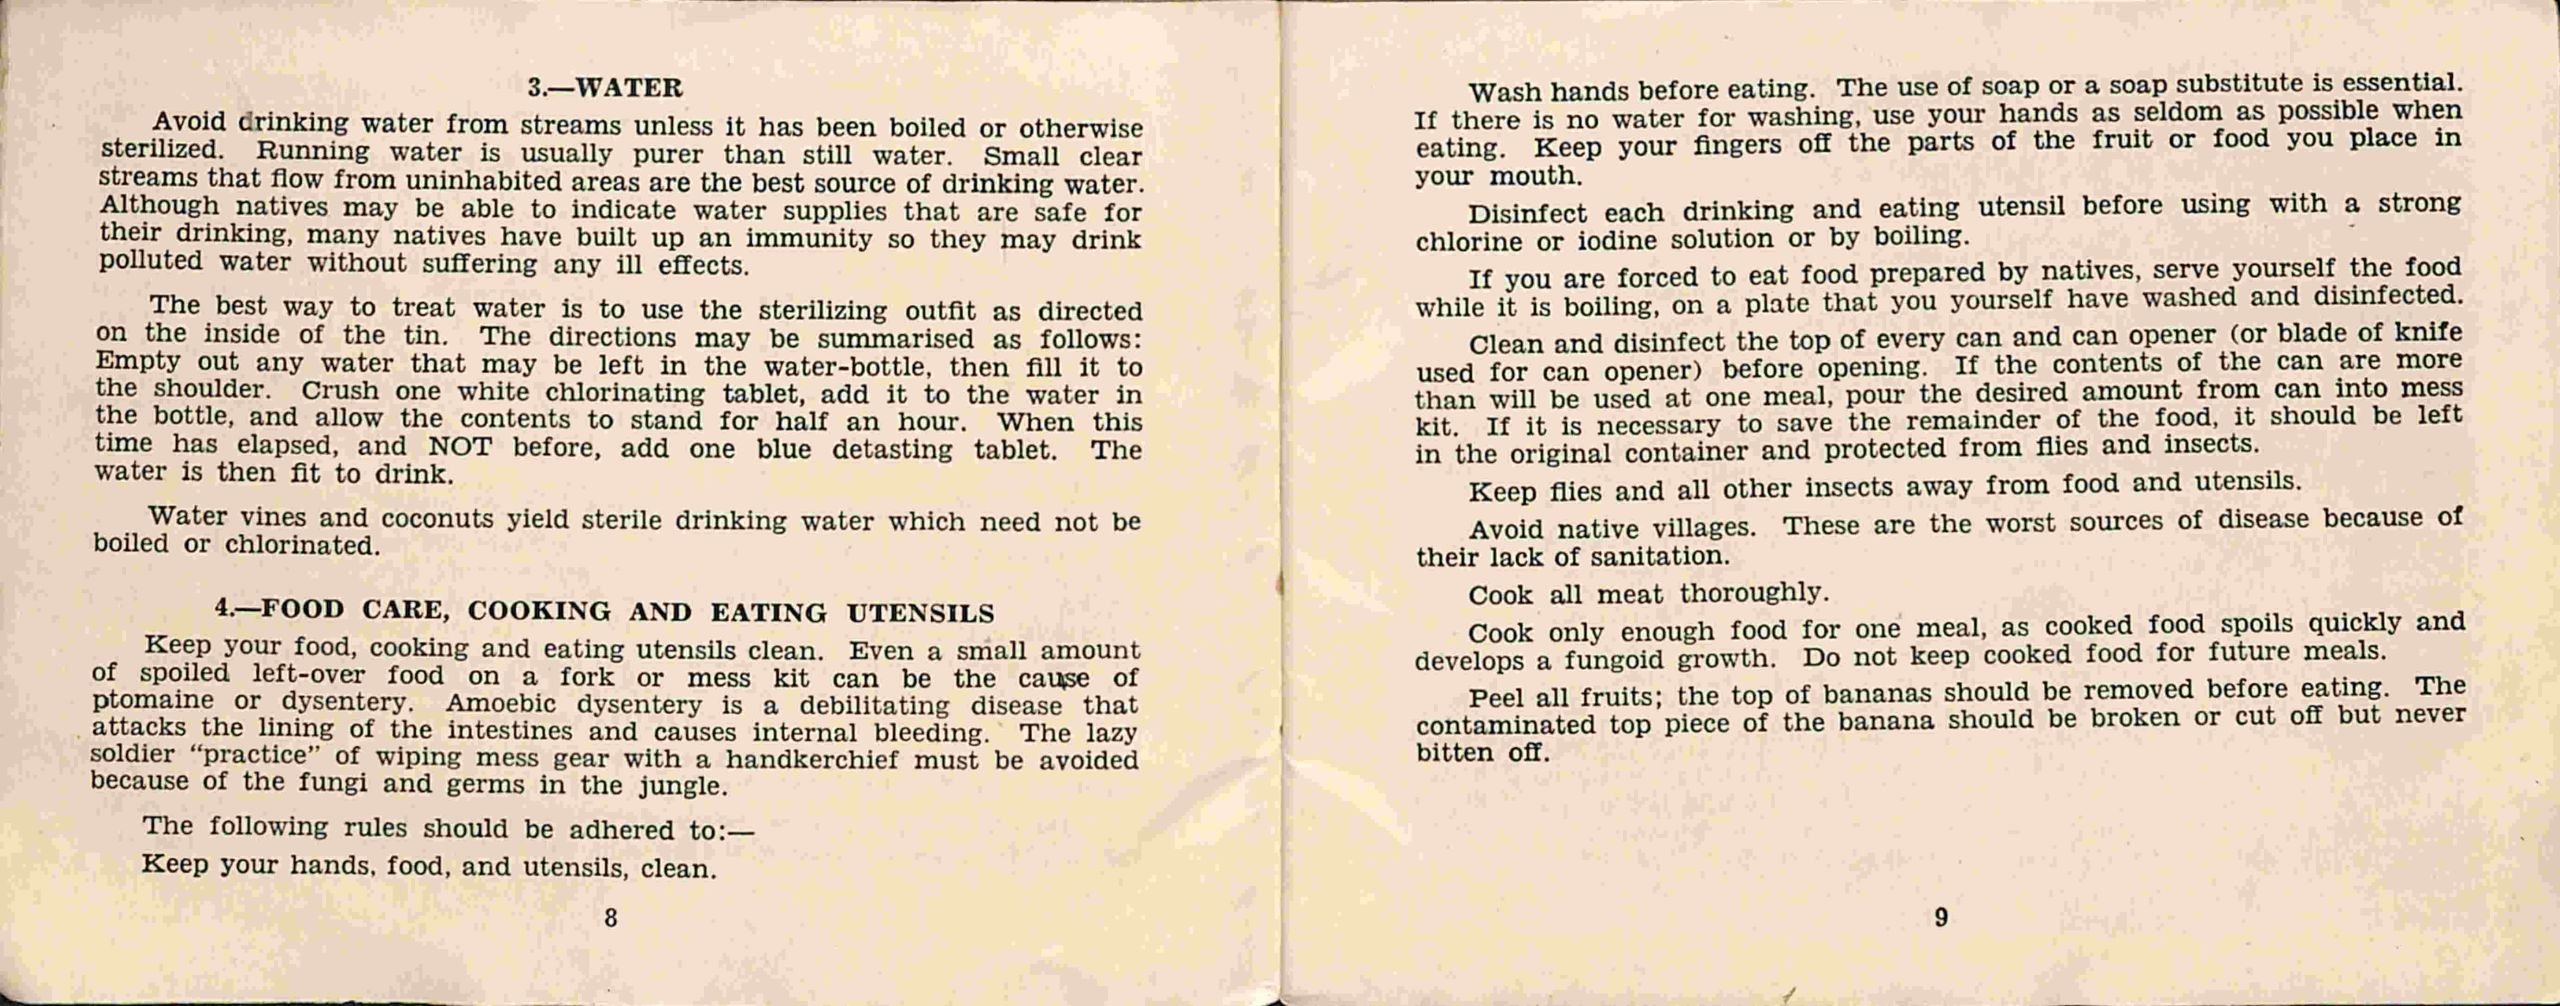 3.—WATER
Avoid drinking water from streams unless it has been boiled or otherwise
sterilized. Running water is usually purer than still water. Small clear
streams that flow from uninhabited areas are the best source of drinking water.
Although natives may be able to indicate water supplies that are safe for
their drinking, many natives have built up an immunity so they may drink
polluted water without suffering any ill effects.
The best way to treat water is to use the sterilizing outfit as directed
on the inside of the tin. The directions may be summarised as follows:
Empty out any water that may be left in the water-bottle, then fill it to
the shoulder. Crush one white chlorinating tablet, add it to the water in
the bottle, and allow the contents to stand for half an hour. When this
time has elapsed, and NOT before, add one blue detasting tablet. The
water is then fit to drink.
Water vines and coconuts yield sterile drinking water which need not be
boiled or chlorinated.
4.—FOOD CARE, COOKING AND EATING UTENSILS
Keep your food, cooking and eating utensils clean. Even a small amount
of spoiled left-over food on a fork or mess kit can be the cause of
ptomaine or dysentery. Amoebic dysentery is a debilitating disease that
attacks the lining of the intestines and causes internal bleeding. The lazy
soldier “practice” of wiping mess gear with a handkerchief must be avoided
because of the fungi and germs in the jungle.
The following rules should be adhered to:—
Keep your hands, food, and utensils, clean.
8
Wash hands before eating. The use of soap or a soap substitute is essential.
If there is no water for washing, use your hands as seldom as possible when
eating. Keep your fingers off the parts of the fruit or food you place in
your mouth.
Disinfect each drinking and eating utensil before using with a strong
chlorine or iodine solution or by boiling.
If you are forced to eat food prepared by natives, serve yourself the food
while it is boiling, on a plate that you yourself have washed and disinfected.
Clean and disinfect the top of every can and can opener (or blade of knife
used for can opener) before opening. If the contents of the can are more
than will be used at one meal, pour the desired amount from can into mess
kit. If it is necessary to save the remainder of the food, it should be left
in the original container and protected from flies and insects.
Keep flies and all other insects away from food and utensils.
Avoid native villages. These are the worst sources of disease because of
their lack of sanitation.
Cook all meat thoroughly.
Cook only enough food for one meal, as cooked food spoils quickly and
develops a fungoid growth. Do not keep cooked food for future meals.
Peel all fruits; the top of bananas should be removed before eating. The
contaminated top piece of the banana should be broken or cut off but never
bitten off.
9